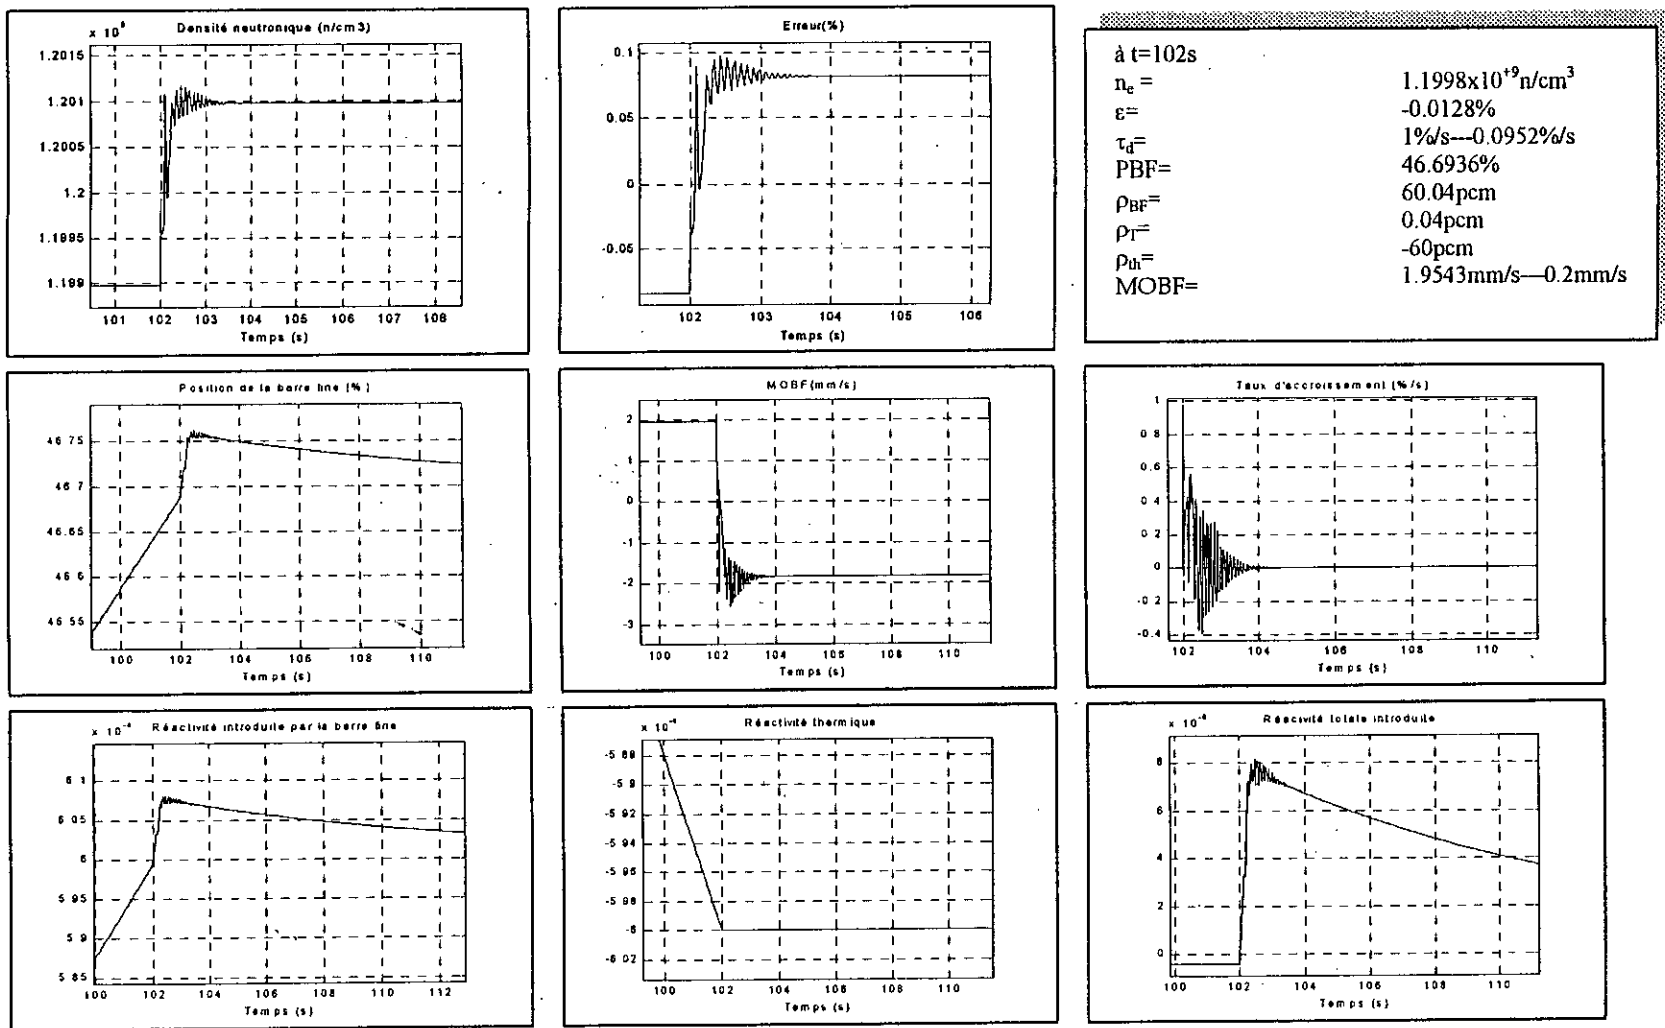 Densité neutronique (n/cm3)
x 10
1.2015
1.201
1.2005
1.2
1.1995
1.199
101 102 103 104 105 106 107 108
Temps (s)
Erreur(%)
0.1
0.05
0
-0.05
102 103 104 105 106
Temps (s)
à t=102s
nₑ = 1.1998x10⁺⁹n/cm³
ε= -0.0128%
τd= 1%/s---0.0952%/s
PBF= 46.6936%
ρBF= 60.04pcm
ρT= 0.04pcm
ρth= -60pcm
MOBF= 1.9543mm/s---0.2mm/s
Position de la barre fine (%)
46.75
46.7
46.65
46.6
46.55
100 102 104 106 108 110
Temps (s)
MOBF(mm/s)
2
1
0
-1
-2
-3
100 102 104 106 108 110
Temps (s)
Taux d'accroissement (%/s)
1
0.8
0.6
0.4
0.2
0
-0.2
-0.4
102 104 106 108 110
Temps (s)
x 10⁻⁴
Réactivité introduite par la barre fine
6.1
6.05
6
5.95
5.9
5.85
100 102 104 106 108 110 112
Temps (s)
x 10⁻⁴
Réactivité thermique
-5.88
-5.9
-5.92
-5.94
-5.96
-5.98
-6
-6.02
100 102 104 106 108 110
Temps (s)
Réactivité totale introduite
8
6
4
2
0
100 102 104 106 108 110
Temps (s)